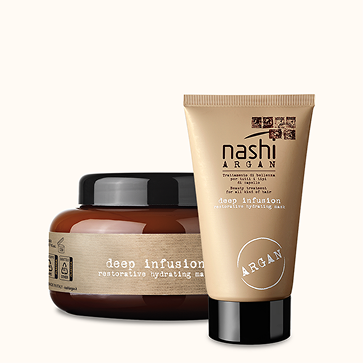 nashi
ARGAN
Trattamento di bellezza
per tutti i tipi
di capello
Beauty treatment
for all kind of hair
deep infusion
restorative hydrating mask
ARGAN
deep infusion
restorative hydrating ma